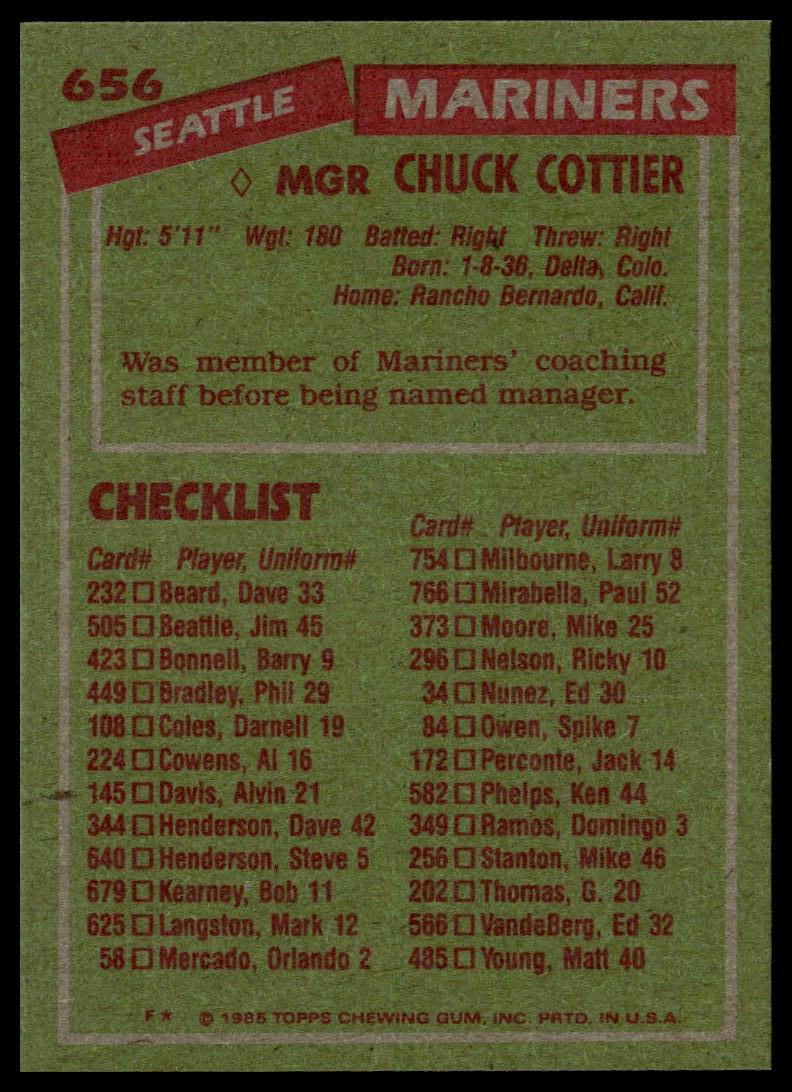 656
SEATTLE MARINERS
◊ MGR CHUCK COTTIER
Hgt: 5'11" Wgt: 180 Batted: Right Threw: Right
Born: 1-8-36, Delta, Colo.
Home: Rancho Bernardo, Calif.
Was member of Mariners' coaching
staff before being named manager.
CHECKLIST
Card# Player, Uniform#
232 □ Beard, Dave 33
505 □ Beattie, Jim 45
423 □ Bonnell, Barry 9
449 □ Bradley, Phil 29
108 □ Coles, Darnell 19
224 □ Cowens, Al 16
145 □ Davis, Alvin 21
344 □ Henderson, Dave 42
640 □ Henderson, Steve 5
679 □ Kearney, Bob 11
625 □ Langston, Mark 12
58 □ Mercado, Orlando 2
Card# Player, Uniform#
754 □ Milbourne, Larry 8
766 □ Mirabella, Paul 52
373 □ Moore, Mike 25
296 □ Nelson, Ricky 10
34 □ Nunez, Ed 30
84 □ Owen, Spike 7
172 □ Perconte, Jack 14
582 □ Phelps, Ken 44
349 □ Ramos, Domingo 3
256 □ Stanton, Mike 46
202 □ Thomas, G. 20
566 □ VandeBerg, Ed 32
485 □ Young, Matt 40
F* © 1985 TOPPS CHEWING GUM, INC. PRTD. IN U.S.A.